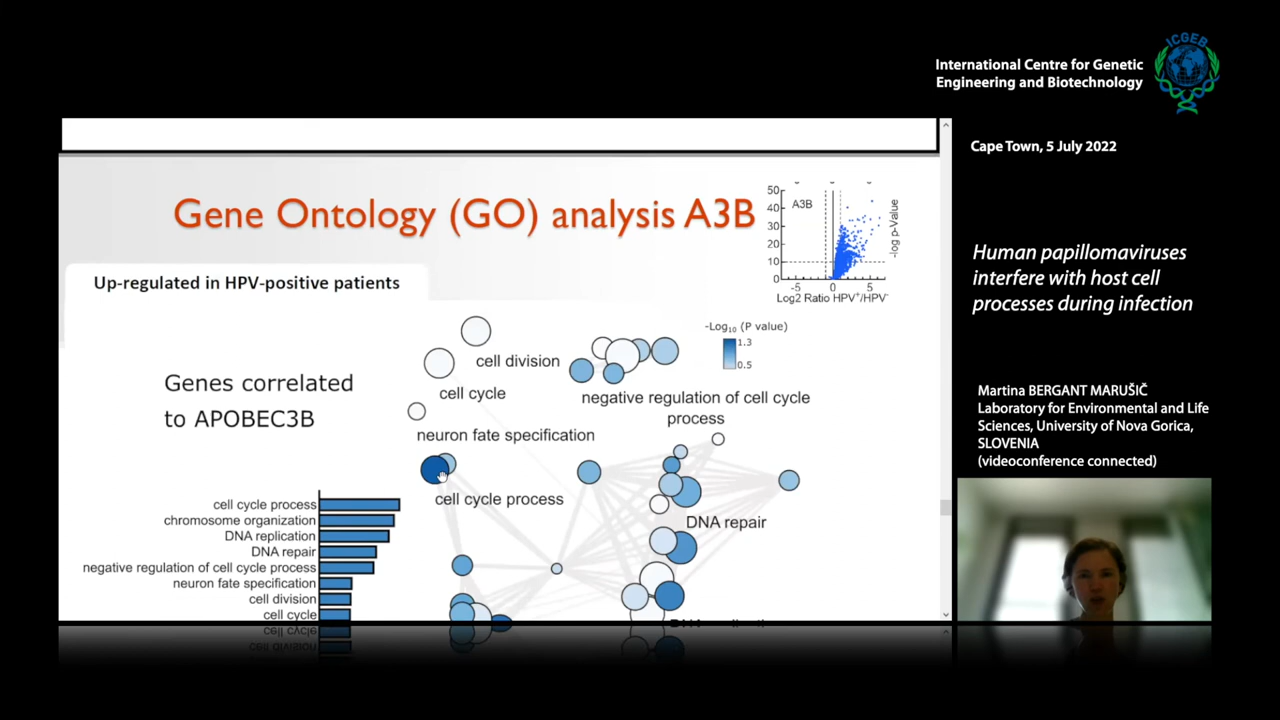 ICGEB
International Centre for Genetic
Engineering and Biotechnology
Cape Town, 5 July 2022
Human papillomaviruses
interfere with host cell
processes during infection
Martina BERGANT MARUŠIČ
Laboratory for Environmental and Life
Sciences, University of Nova Gorica,
SLOVENIA
(videoconference connected)
Gene Ontology (GO) analysis A3B
50
40
30
20
10
0
A3B
-log p-Value
-5
0
5
Log2 Ratio HPV+/HPV-
Up-regulated in HPV-positive patients
-Log10 (P value)
1.3
0.5
Genes correlated
to APOBEC3B
cell division
cell cycle
negative regulation of cell cycle
process
neuron fate specification
cell cycle process
DNA repair
cell cycle process
chromosome organization
DNA replication
DNA repair
negative regulation of cell cycle process
neuron fate specification
cell division
cell cycle